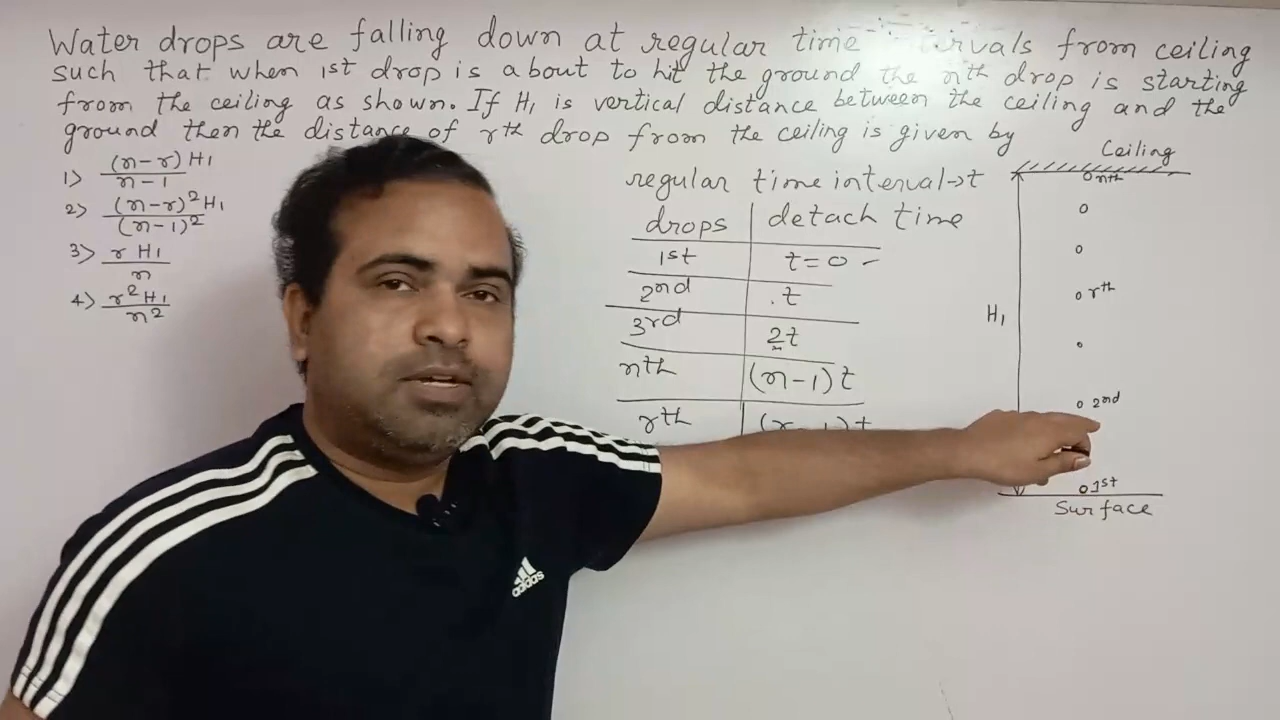 Water drops are falling down at regular time tervals from ceiling
such that when 1st drop is about to hit the ground the nth drop is starting
from the ceiling as shown. If H₁ is vertical distance between the ceiling and the
ground then the distance of rth drop from the ceiling is given by
1> (n-r)H₁/n-1
2> (n-r)²H₁/(n-1)²
3> rH₁/n
4> r²H₁/n²
regular time interval→t
drops detach time
1st t=0
2nd .t
3rd 2t
nth (n-1)t
rth (r-1)t
Ceiling
nth
rth
H₁
2nd
1st
Surface
adidas